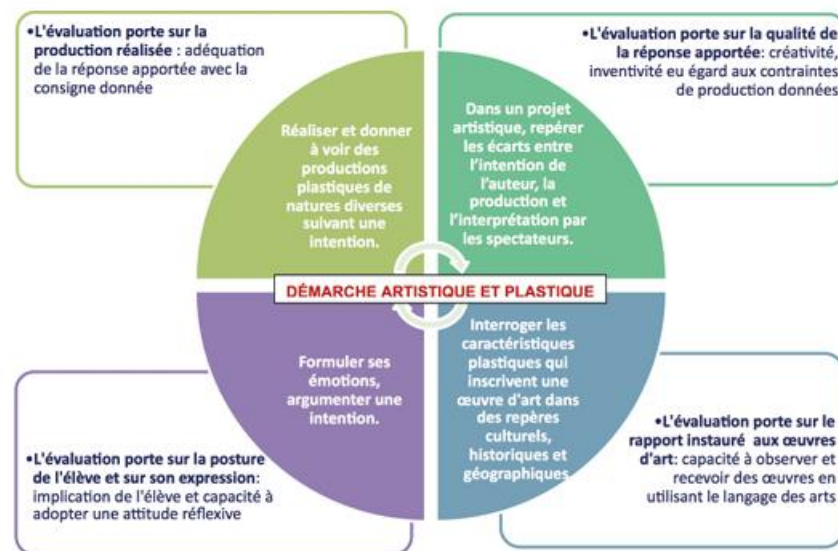 •L'évaluation porte sur la
production réalisée : adéquation
de la réponse apportée avec la
consigne donnée
•L'évaluation porte sur la qualité de
la réponse apportée: créativité,
inventivité eu égard aux contraintes
de production données
Réaliser et donner
à voir des
productions
plastiques de
natures diverses
suivant une
intention.
Dans un projet
artistique, repérer
les écarts entre
l'intention de
l'auteur, la
production et
l'interprétation par
les spectateurs.
DÉMARCHE ARTISTIQUE ET PLASTIQUE
Formuler ses
émotions,
argumenter une
intention.
Interroger les
caractéristiques
plastiques qui
inscrivent une
œuvre d'art dans
des repères
culturels,
historiques et
géographiques
•L'évaluation porte sur la posture
de l'élève et sur son expression:
implication de l'élève et capacité à
adopter une attitude réflexive
•L'évaluation porte sur le
rapport instauré aux œuvres
d'art: capacité à observer et
recevoir des œuvres en
utilisant le langage des arts